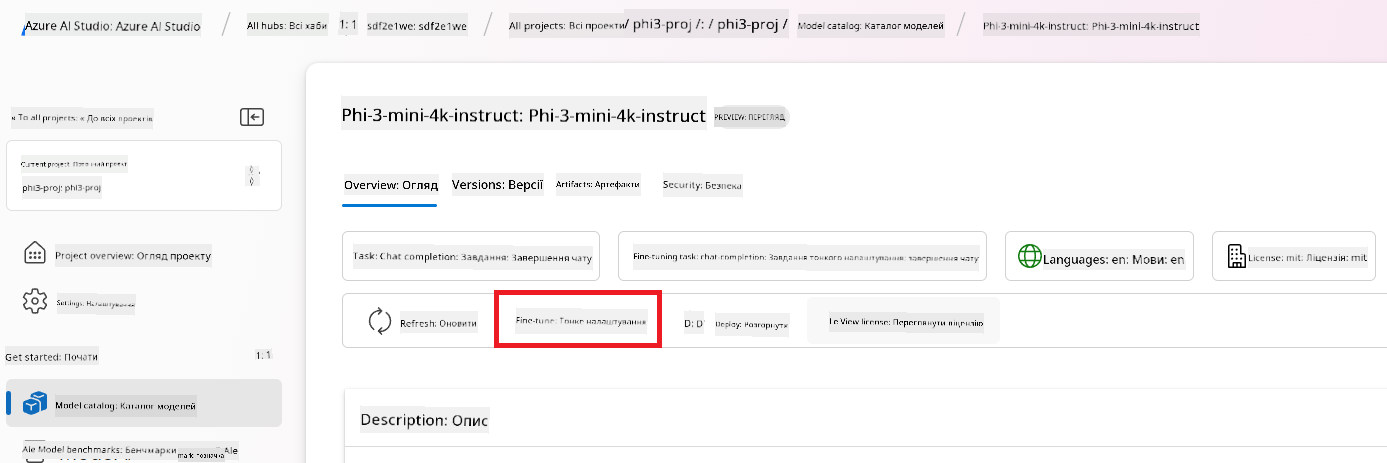 Azure AI Studio: Azure AI Studio / All hubs: Всі хаби 1: 1 sdf2e1we: sdf2e1we / All projects: Всі проекти/ phi3-proj /: / phi3-proj / Model catalog: Каталог моделей / Phi-3-mini-4k-instruct: Phi-3-mini-4k-instruct
« To all projects: « До всіх проектів
Current project: Поточний проект
phi3-proj: phi3-proj
Project overview: Огляд проекту
Settings: Налаштування
Get started: Почати 1: 1
Model catalog: Каталог моделей
Ale Model benchmarks: Бенчмарки Ale
mark: позначка
Phi-3-mini-4k-instruct: Phi-3-mini-4k-instruct PREVIEW: ПЕРЕГЛЯД
Overview: Огляд Versions: Версії Artifacts: Артефакти Security: Безпека
Task: Chat completion: Завдання: Завершення чату Fine-tuning task: chat-completion: Завдання тонкого налаштування: завершення чату Languages: en: Мови: en License: mit: Ліцензія: mit
Refresh: Оновити Fine-tune: Тонке налаштування D: D' Deploy: Розгорнути Le View license: Переглянути ліцензію
Description: Опис